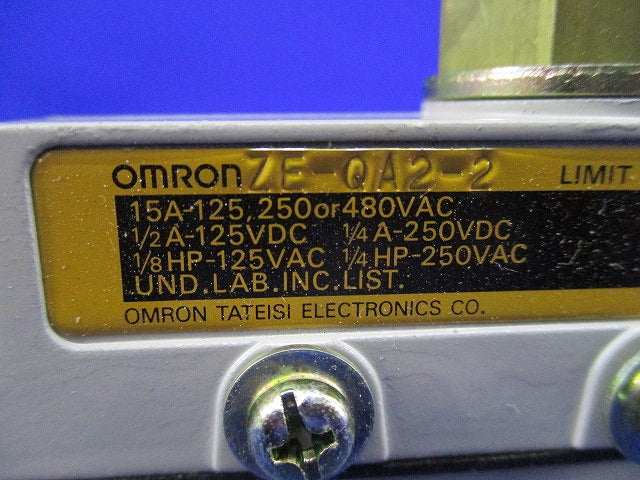 OMRON ZE-QA2-2 LIMIT
15A-125,250or480VAC
1/2A-125VDC 1/4A-250VDC
1/8HP-125VAC 1/4HP-250VAC
UND.LAB.INC.LIST.
OMRON TATEISI ELECTRONICS CO.